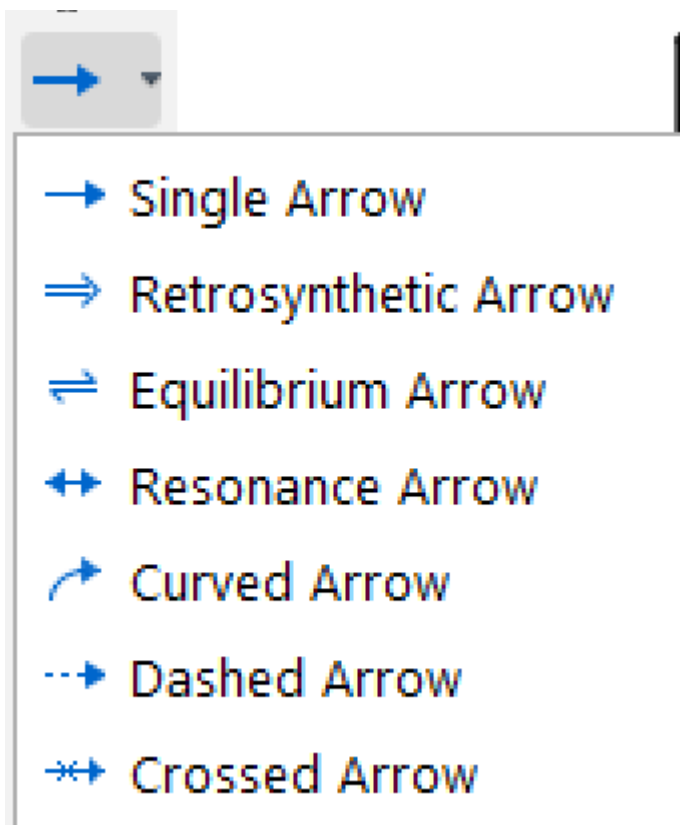 Single Arrow
Retrosynthetic Arrow
Equilibrium Arrow
Resonance Arrow
Curved Arrow
Dashed Arrow
Crossed Arrow